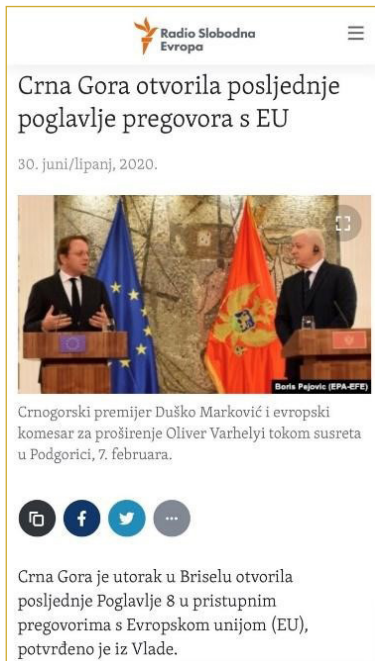 Radio Slobodna
Evropa
Crna Gora otvorila posljednje
poglavlje pregovora s EU
30. juni/lipanj, 2020.
Boris Pejovic (EPA-EFE)
Crnogorski premijer Duško Marković i evropski
komesar za proširenje Oliver Varhelyi tokom susreta
u Podgorici, 7. februara.
Crna Gora je utorak u Briselu otvorila
posljednje Poglavlje 8 u pristupnim
pregovorima s Evropskom unijom (EU),
potvrđeno je iz Vlade.